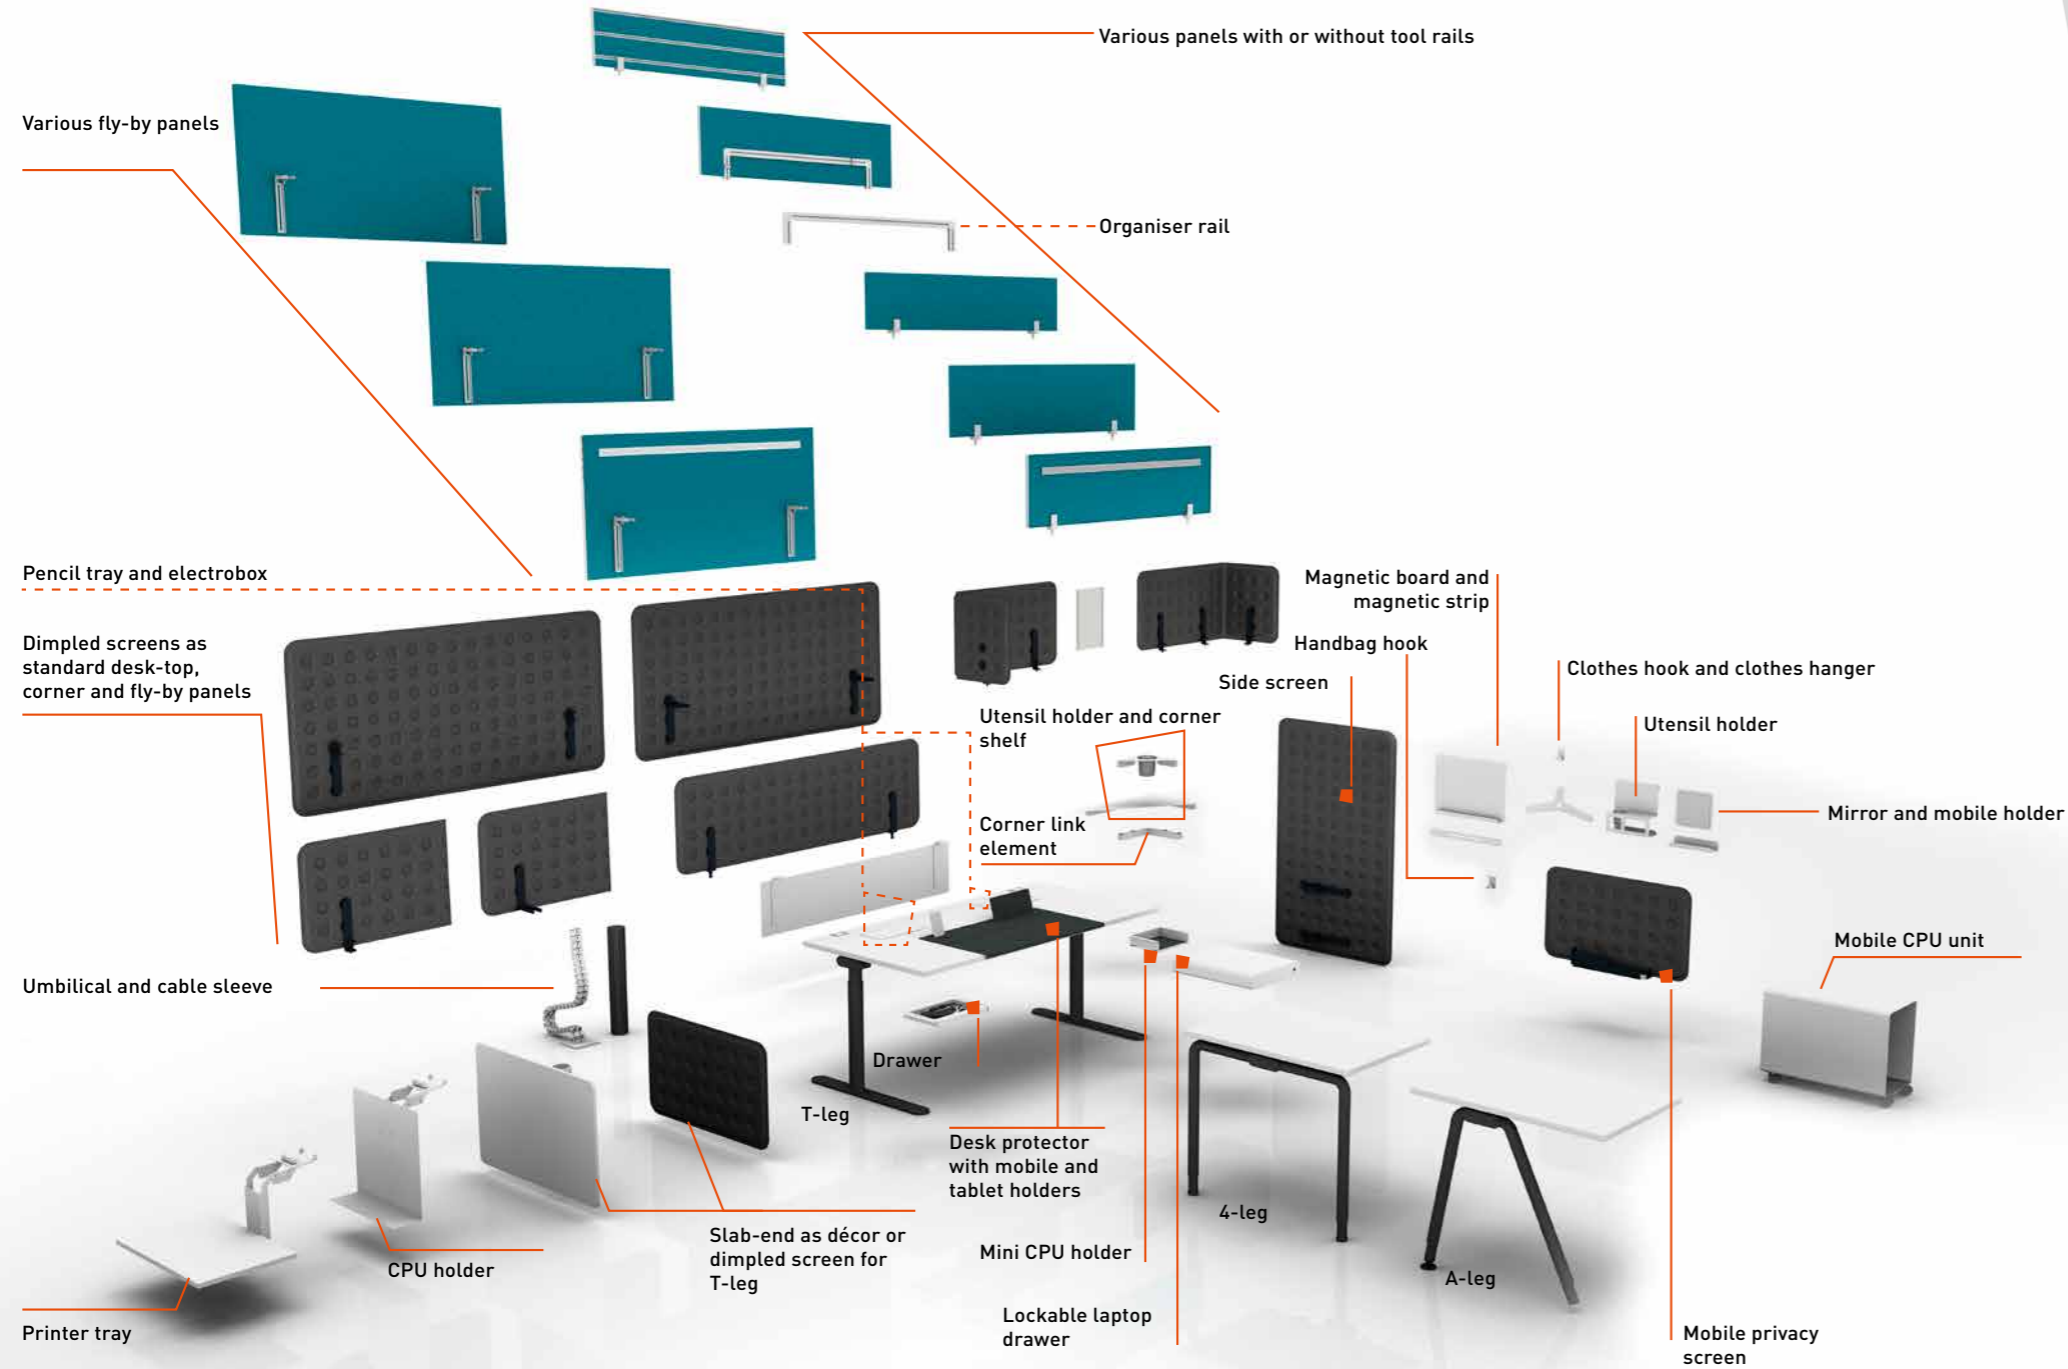 Various panels with or without tool rails
Various fly-by panels
Organiser rail
Pencil tray and electrobox
Magnetic board and
magnetic strip
Dimpled screens as
standard desk-top,
corner and fly-by panels
Handbag hook
Clothes hook and clothes hanger
Side screen
Utensil holder and corner
shelf
Utensil holder
Mirror and mobile holder
Corner link
element
Mobile CPU unit
Umbilical and cable sleeve
Drawer
T-leg
Desk protector
with mobile and
tablet holders
4-leg
Slab-end as décor or
dimpled screen for
T-leg
Mini CPU holder
CPU holder
A-leg
Lockable laptop
drawer
Printer tray
Mobile privacy
screen